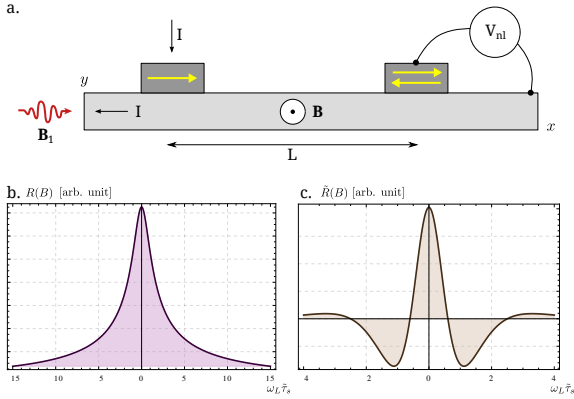 a.
I
V_nl
y
I
B
x
B_1
L
b. R(B) [arb. unit]
c. R̃(B) [arb. unit]
15 10 5 0 5 10 15
ω_L τ̃_s
4 2 0 2 4
ω_L τ̃_s